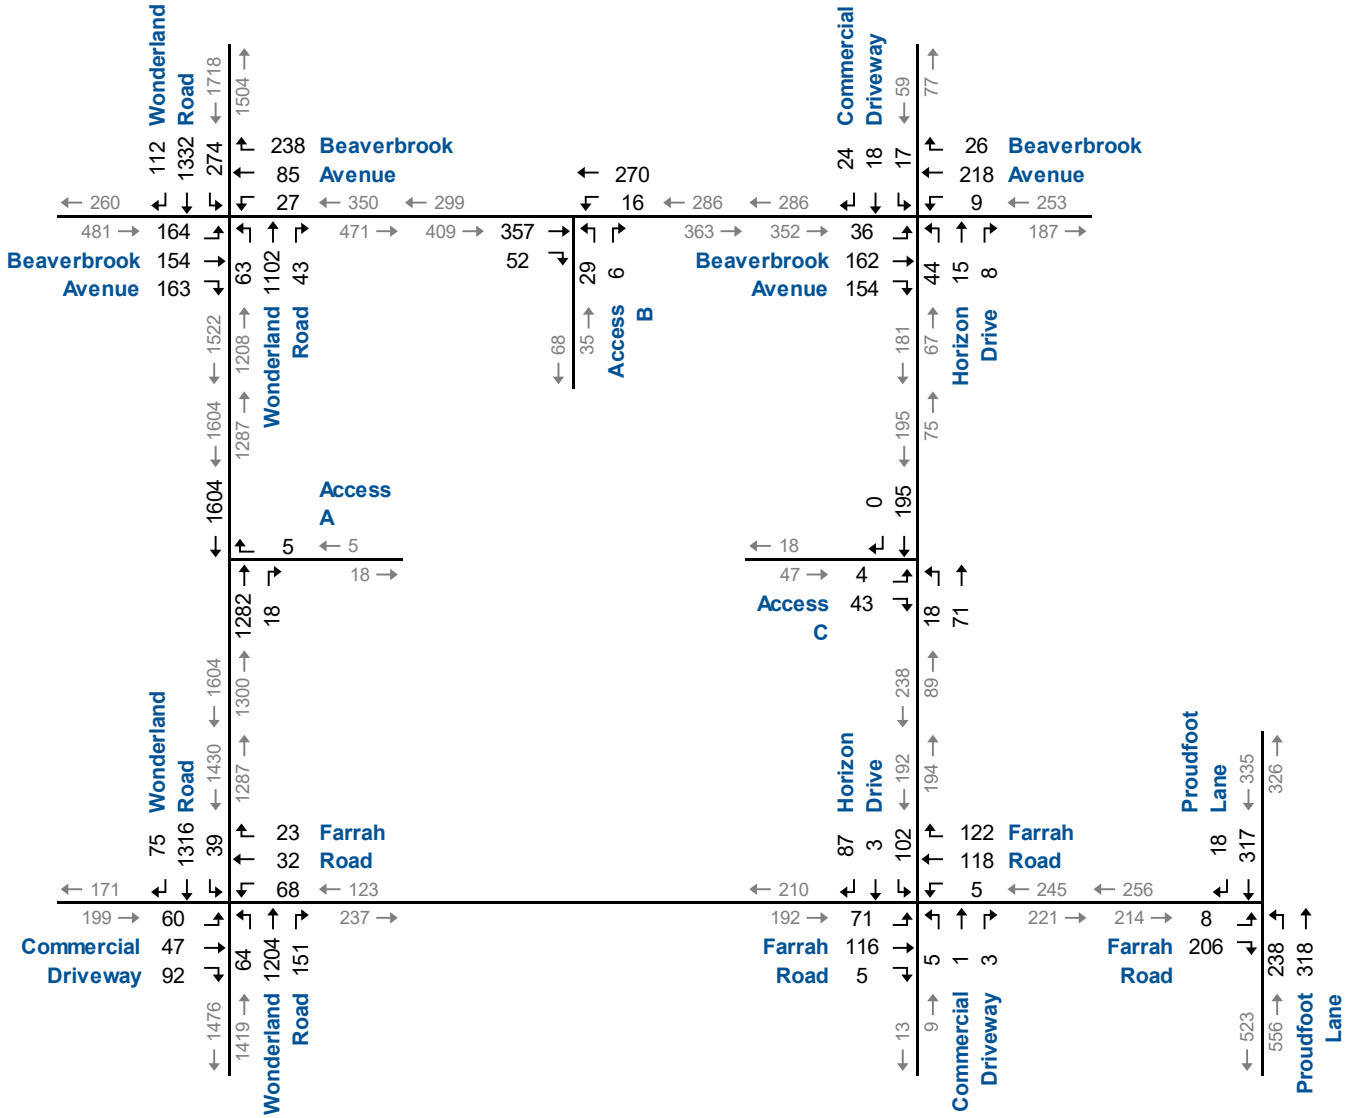 Wonderland
Road
112
1332
274
← 1718
1504 →
238 Beaverbrook
85 Avenue
27
← 350
← 299
← 260
481 →
Beaverbrook
Avenue
164
154
163
63
1102
43
Wonderland
Road
471 →
409 →
← 1522
1208 →
← 1604
1287 →
270
16
← 286
← 286
357
52
29
6
← 68
35 →
Access
B
363 →
352 →
Commercial
Driveway
24
18
17
← 59
77 →
26 Beaverbrook
218 Avenue
9
← 253
187 →
Beaverbrook
Avenue
36
162
154
44
15
8
Horizon
Drive
← 181
67 →
← 195
75 →
1604
Access
A
5
← 5
18 →
1282
18
← 1604
1300 →
← 1430
1287 →
0
195
← 18
47 →
Access
C
4
43
18
71
← 238
89 →
← 192
194 →
Wonderland
Road
75
1316
39
23 Farrah
32 Road
68
← 123
← 171
199 →
Commercial
Driveway
60
47
92
64
1204
151
Wonderland
Road
237 →
← 1476
1419 →
Horizon
Drive
87
3
102
122 Farrah
118 Road
5
← 245
← 256
← 210
192 →
Farrah
Road
71
116
5
5
1
3
Commercial
Driveway
← 13
9 →
221 →
214 →
Proudfoot
Lane
18
317
← 335
326 →
Farrah
Road
8
206
238
318
← 523
556 →
Proudfoot
Lane